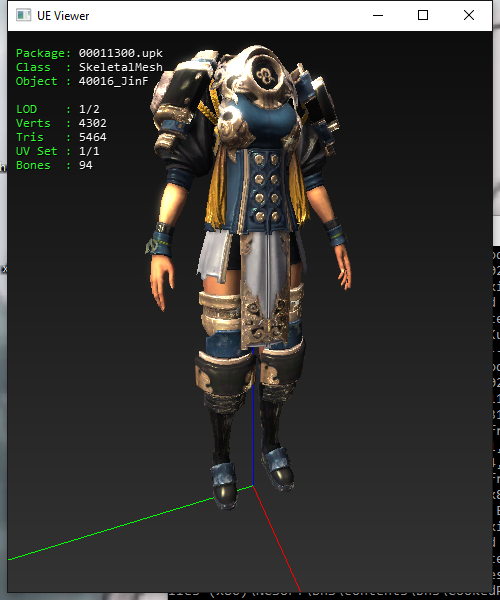 UE Viewer
Package: 00011300.upk
Class : SkeletalMesh
Object : 40016_JinF
LOD : 1/2
Verts : 4302
Tris : 5464
UV Set : 1/1
Bones : 94